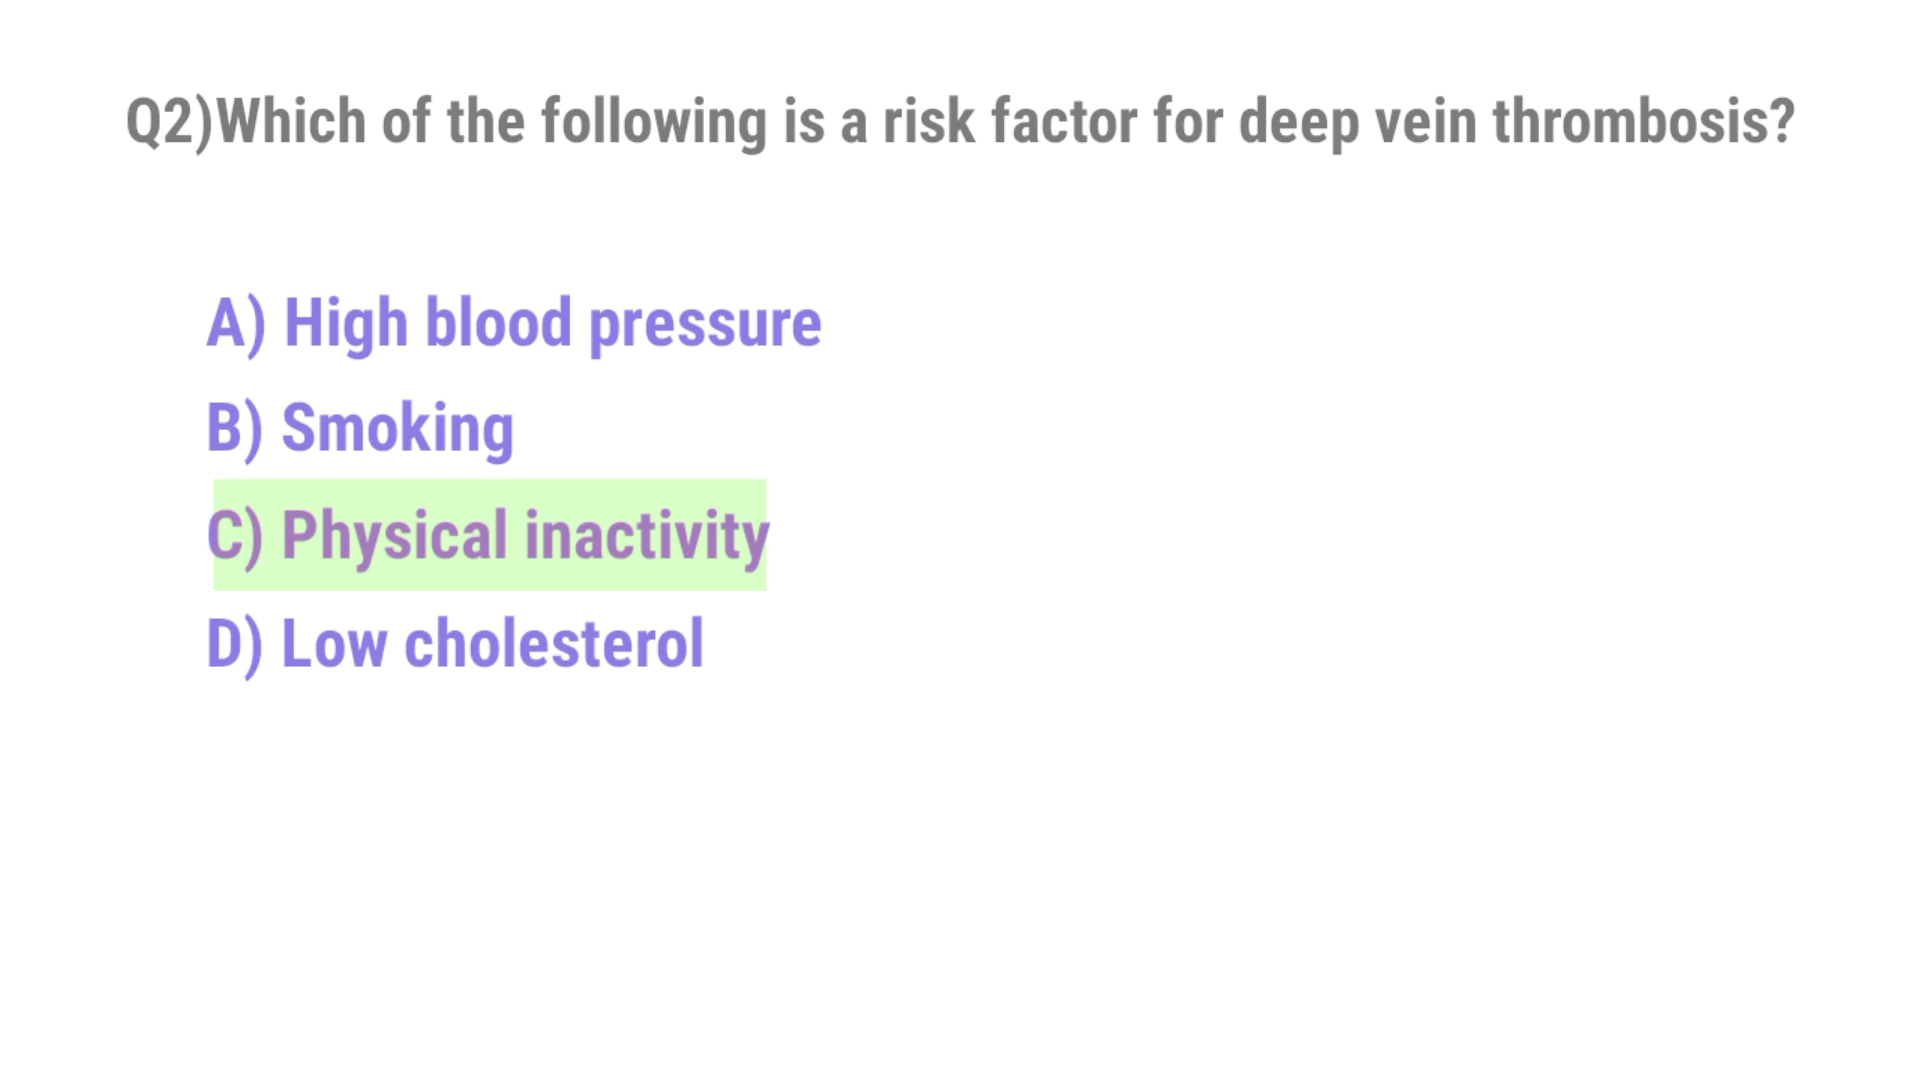 Q2)Which of the following is a risk factor for deep vein thrombosis?
A) High blood pressure
B) Smoking
C) Physical inactivity
D) Low cholesterol